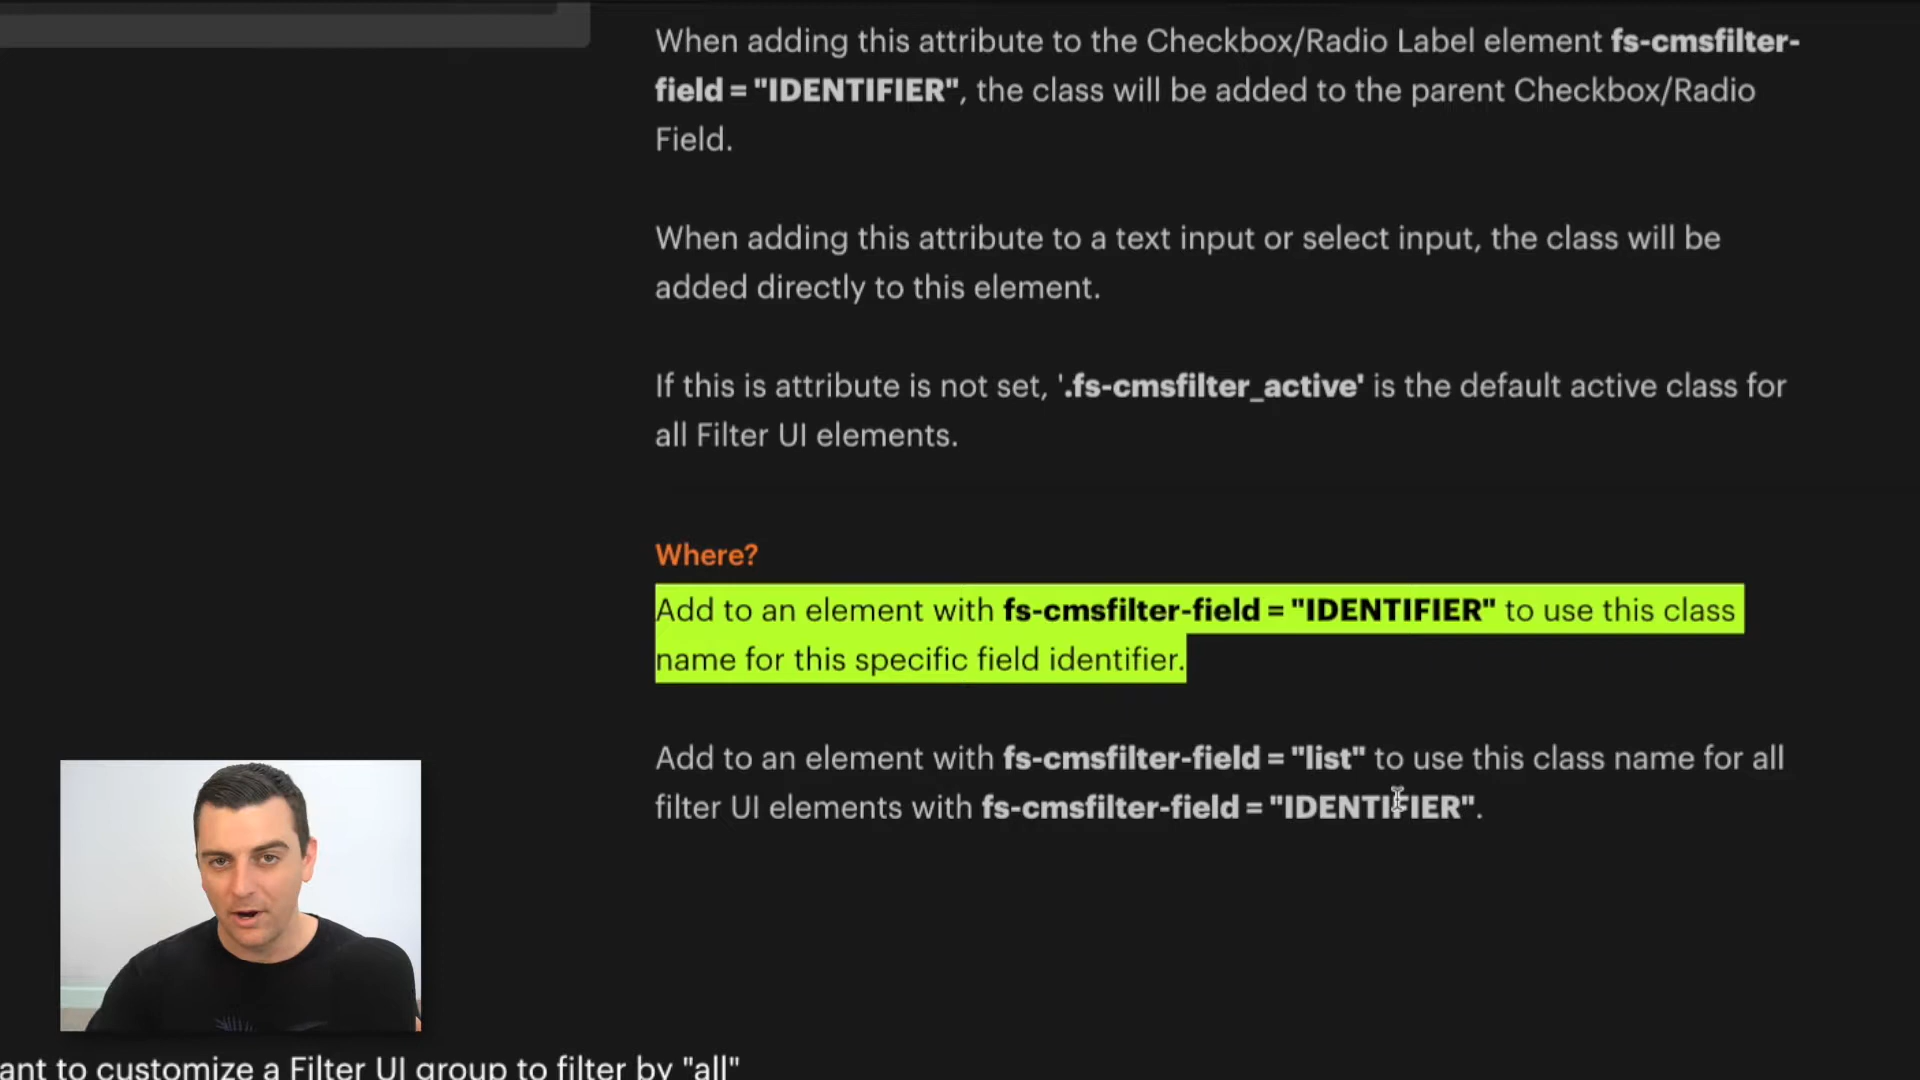 When adding this attribute to the Checkbox/Radio Label element fs-cmsfilter-
field = "IDENTIFIER", the class will be added to the parent Checkbox/Radio
Field.
When adding this attribute to a text input or select input, the class will be
added directly to this element.
If this is attribute is not set, '.fs-cmsfilter_active' is the default active class for
all Filter UI elements.
Where?
Add to an element with fs-cmsfilter-field = "IDENTIFIER" to use this class
name for this specific field identifier.
Add to an element with fs-cmsfilter-field = "list" to use this class name for all
filter UI elements with fs-cmsfilter-field = "IDENTIFIER".
ant to customize a Filter UI group to filter by "all"